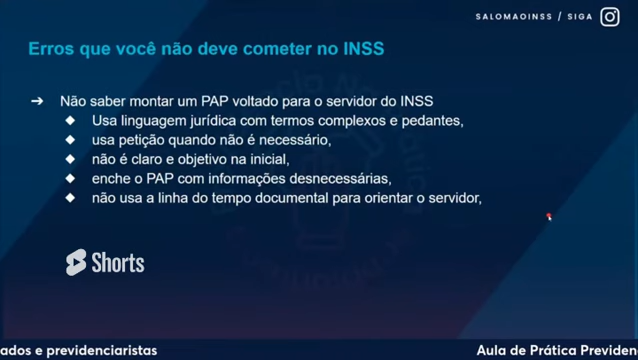 SALOMAOINSS / SIGA
Erros que você não deve cometer no INSS
➔ Não saber montar um PAP voltado para o servidor do INSS
◆ Usa linguagem jurídica com termos complexos e pedantes,
◆ usa petição quando não é necessário,
◆ não é claro e objetivo na inicial,
◆ enche o PAP com informações desnecessárias,
◆ não usa a linha do tempo documental para orientar o servidor,
Shorts
ados e previdenciaristas
Aula de Prática Previden